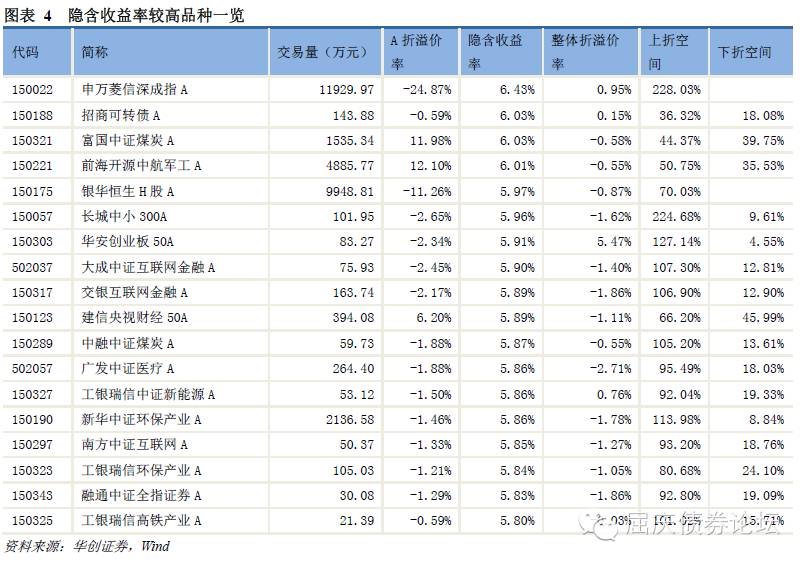 图表 4 隐含收益率较高品种一览
代码 简称 交易量（万元） A 折溢价率 隐含收益率 整体折溢价率 上折空间 下折空间
150022 申万菱信深成指 A 11929.97 -24.87% 6.43% 0.95% 228.03%
150188 招商可转债 A 143.88 -0.59% 6.03% 0.15% 36.32% 18.08%
150321 富国中证煤炭 A 1535.34 11.98% 6.03% -0.58% 44.37% 39.75%
150221 前海开源中航军工 A 4885.77 12.10% 6.01% -0.55% 50.75% 35.53%
150175 银华恒生 H 股 A 9948.81 -11.26% 5.97% -0.87% 70.03%
150057 长城中小 300A 101.95 -2.65% 5.96% -1.62% 224.68% 9.61%
150303 华安创业板 50A 83.27 -2.34% 5.91% 5.47% 127.14% 4.55%
502037 大成中证互联网金融 A 75.93 -2.45% 5.90% -1.40% 107.30% 12.81%
150317 交银互联网金融 A 163.74 -2.17% 5.89% -1.86% 106.90% 12.90%
150123 建信央视财经 50A 394.08 6.20% 5.89% -1.11% 66.20% 45.99%
150289 中融中证煤炭 A 59.73 -1.88% 5.87% -0.55% 105.20% 13.61%
502057 广发中证医疗 A 264.40 -1.88% 5.86% -2.71% 95.49% 18.03%
150327 工银瑞信中证新能源 A 53.12 -1.50% 5.86% 0.76% 92.04% 19.33%
150190 新华中证环保产业 A 2136.58 -1.46% 5.86% -1.78% 113.98% 8.84%
150297 南方中证互联网 A 50.37 -1.33% 5.85% -1.27% 93.20% 18.76%
150323 工银瑞信环保产业 A 105.03 -1.21% 5.84% -1.05% 80.68% 24.10%
150343 融通中证全指证券 A 30.08 -1.29% 5.83% -1.86% 92.80% 19.09%
150325 工银瑞信高铁产业 A 21.39 -0.59% 5.80% 15.71%
屈庆债券论坛
资料来源：华创证券，Wind